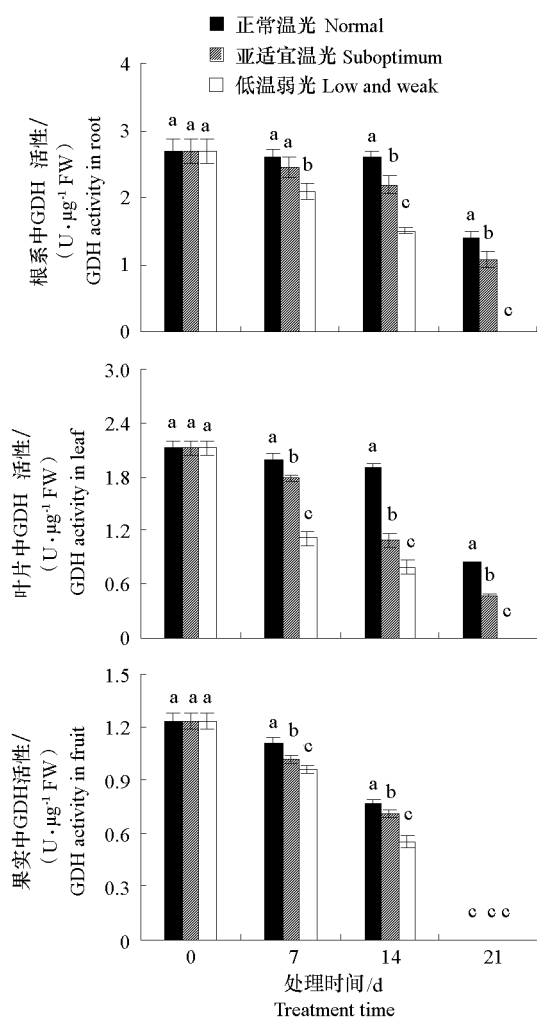 正常温光 Normal
亚适宜温光 Suboptimum
低温弱光 Low and weak
根系中GDH 活性/
(U·μg⁻¹ FW)
GDH activity in root
4
3
2
1
0
a a a
a a b
a b c
a b c
叶片中GDH 活性/
(U·μg⁻¹ FW)
GDH activity in leaf
3.0
2.4
1.8
1.2
0.6
0
a a a
a b c
a b c
a b c
果实中GDH活性/
(U·μg⁻¹ FW)
GDH activity in fruit
1.5
1.2
0.9
0.6
0.3
0
a a a
a b c
a b c
c c c
0 7 14 21
处理时间/d
Treatment time